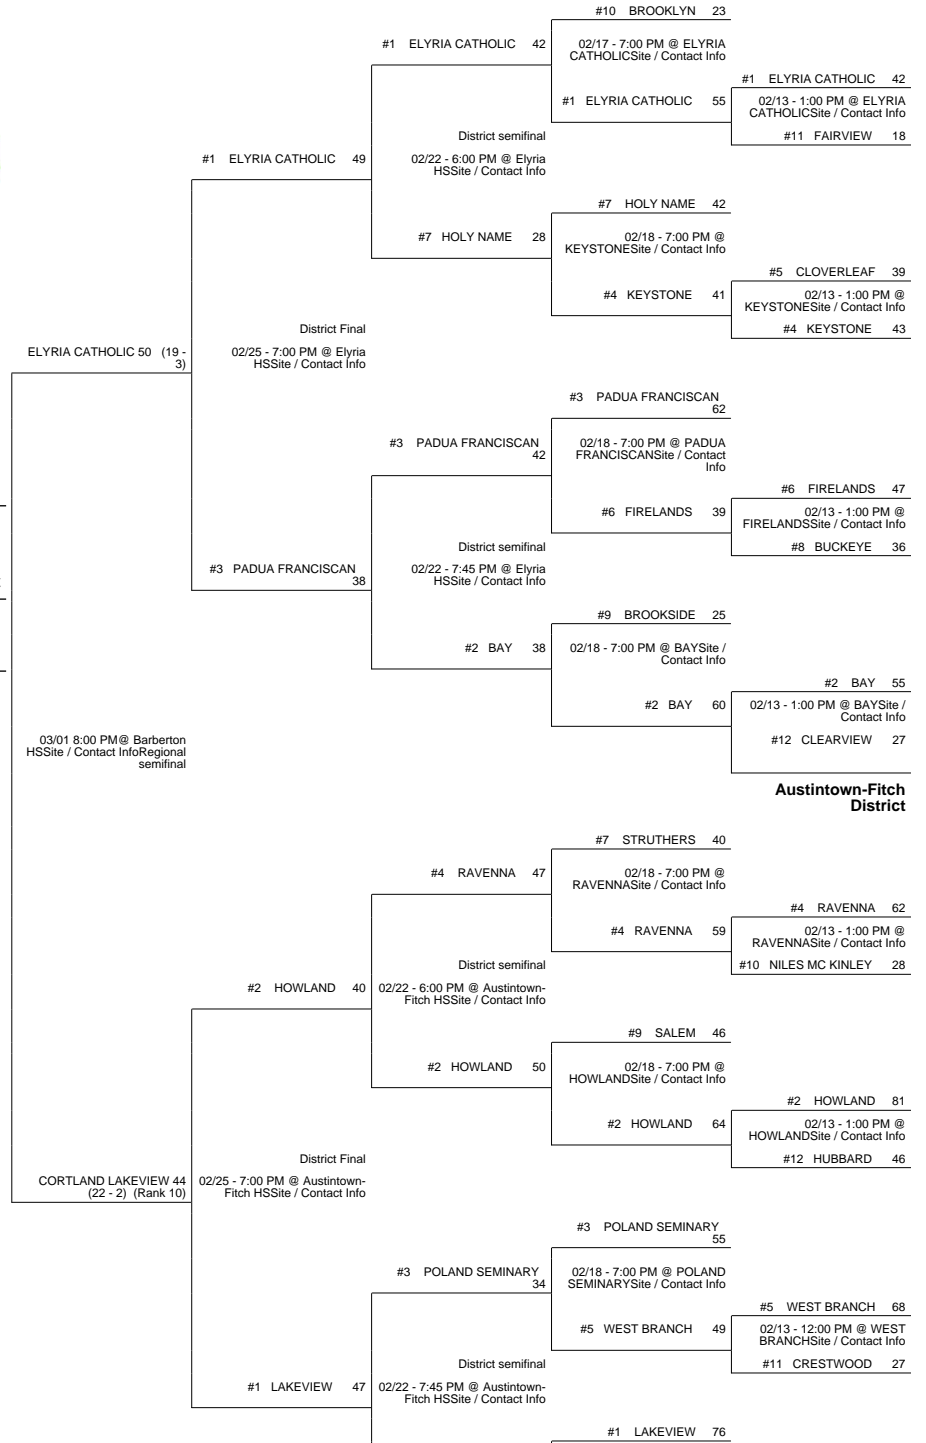 #10 BROOKLYN 23
#1 ELYRIA CATHOLIC 42
02/17 - 7:00 PM @ ELYRIA
CATHOLICSite / Contact Info
#1 ELYRIA CATHOLIC 42
#1 ELYRIA CATHOLIC 55
02/13 - 1:00 PM @ ELYRIA
CATHOLICSite / Contact Info
District semifinal
#11 FAIRVIEW 18
#1 ELYRIA CATHOLIC 49
02/22 - 6:00 PM @ Elyria
HSSite / Contact Info
#7 HOLY NAME 42
#7 HOLY NAME 28
02/18 - 7:00 PM @
KEYSTONESite / Contact Info
#5 CLOVERLEAF 39
#4 KEYSTONE 41
02/13 - 1:00 PM @
KEYSTONESite / Contact Info
District Final
#4 KEYSTONE 43
ELYRIA CATHOLIC 50 (19 -
3)
02/25 - 7:00 PM @ Elyria
HSSite / Contact Info
#3 PADUA FRANCISCAN
62
#3 PADUA FRANCISCAN
42
02/18 - 7:00 PM @ PADUA
FRANCISCANSite / Contact
Info
#6 FIRELANDS 47
#6 FIRELANDS 39
02/13 - 1:00 PM @
FIRELANDSSite / Contact Info
District semifinal
#8 BUCKEYE 36
#3 PADUA FRANCISCAN
38
02/22 - 7:45 PM @ Elyria
HSSite / Contact Info
#9 BROOKSIDE 25
#2 BAY 38
02/18 - 7:00 PM @ BAYSite /
Contact Info
#2 BAY 55
#2 BAY 60
02/13 - 1:00 PM @ BAYSite /
Contact Info
03/01 8:00 PM@ Barberton
HSSite / Contact InfoRegional
semifinal
#12 CLEARVIEW 27
Austintown-Fitch
District
#7 STRUTHERS 40
#4 RAVENNA 47
02/18 - 7:00 PM @
RAVENNASite / Contact Info
#4 RAVENNA 62
#4 RAVENNA 59
02/13 - 1:00 PM @
RAVENNASite / Contact Info
District semifinal
#10 NILES MC KINLEY 28
#2 HOWLAND 40
02/22 - 6:00 PM @ Austintown-
Fitch HSSite / Contact Info
#9 SALEM 46
#2 HOWLAND 50
02/18 - 7:00 PM @
HOWLANDSite / Contact Info
#2 HOWLAND 81
#2 HOWLAND 64
02/13 - 1:00 PM @
HOWLANDSite / Contact Info
District Final
#12 HUBBARD 46
CORTLAND LAKEVIEW 44
(22 - 2) (Rank 10)
02/25 - 7:00 PM @ Austintown-
Fitch HSSite / Contact Info
#3 POLAND SEMINARY
55
#3 POLAND SEMINARY
34
02/18 - 7:00 PM @ POLAND
SEMINARYSite / Contact Info
#5 WEST BRANCH 68
#5 WEST BRANCH 49
02/13 - 12:00 PM @ WEST
BRANCHSite / Contact Info
District semifinal
#11 CRESTWOOD 27
#1 LAKEVIEW 47
02/22 - 7:45 PM @ Austintown-
Fitch HSSite / Contact Info
#1 LAKEVIEW 76